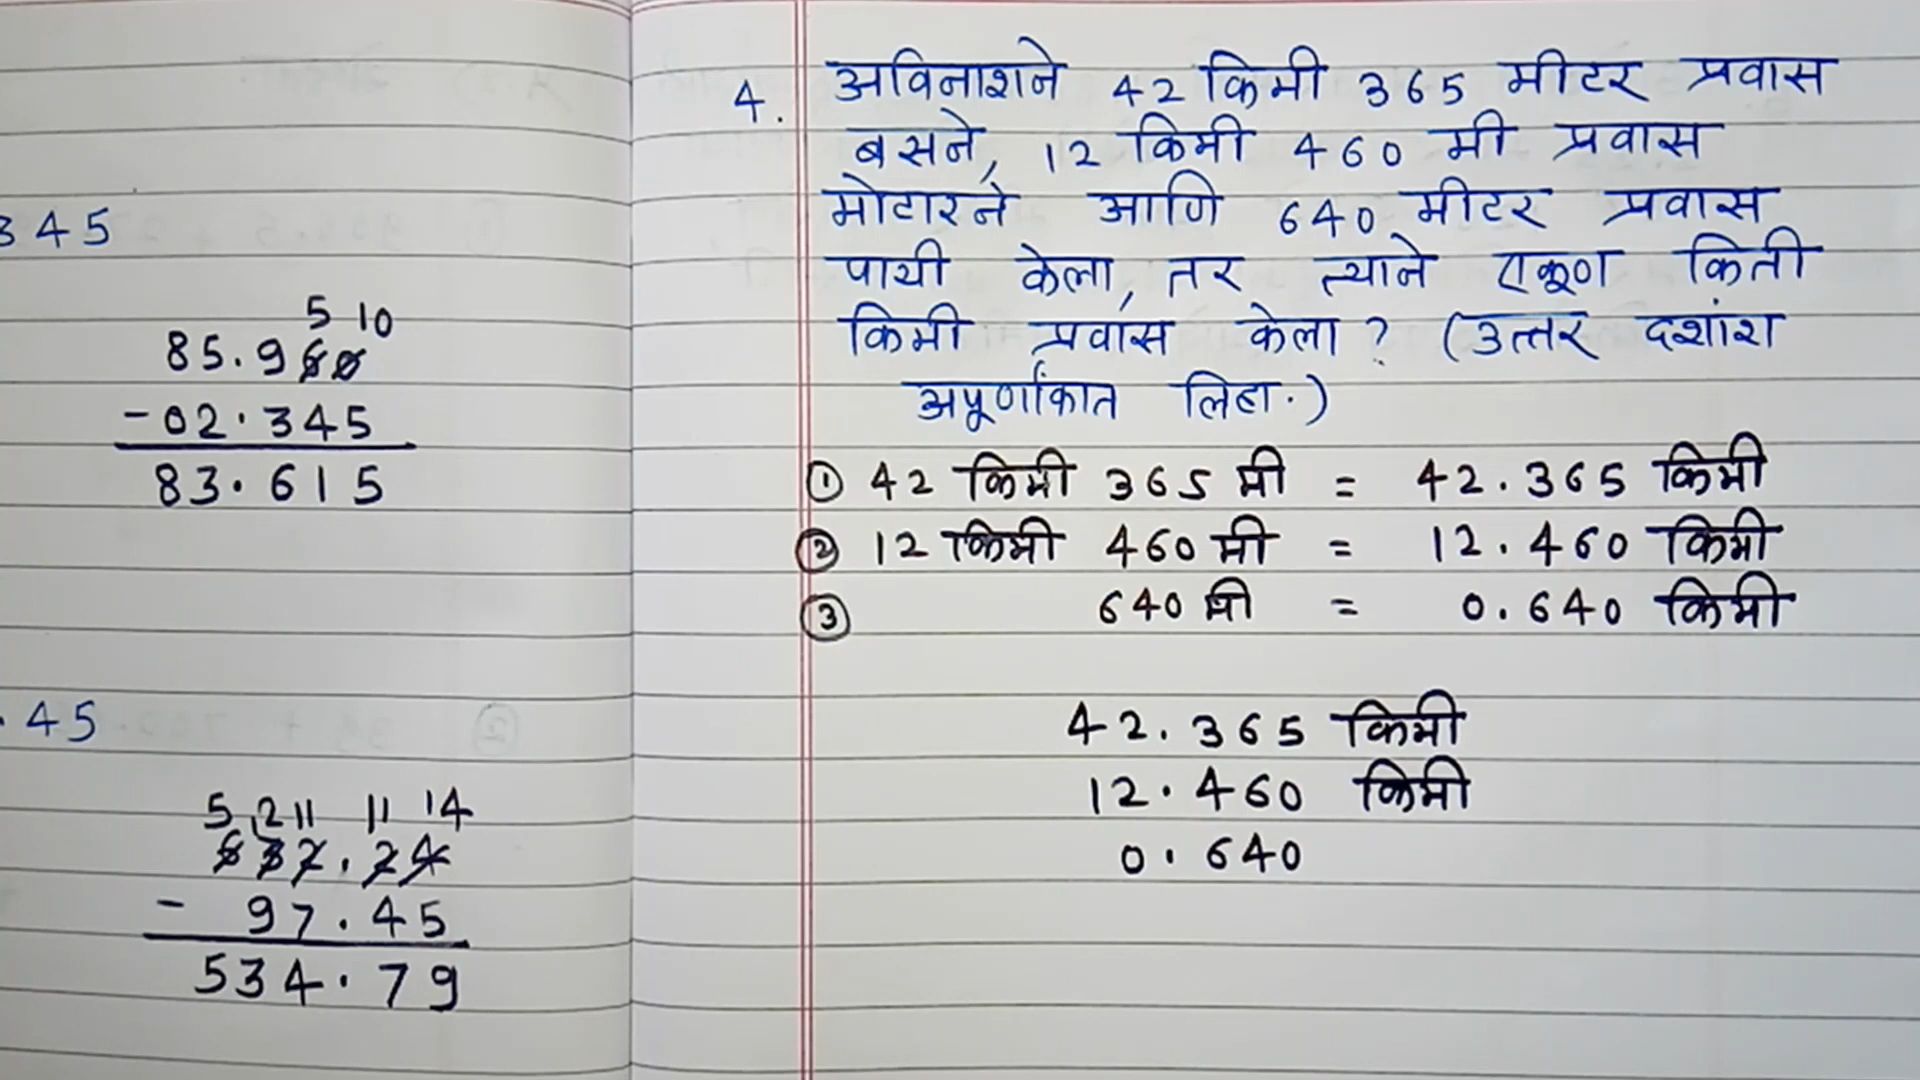 345
5 10
85.960
- 02.345
83.615
.45
5 12 11 11 14
632.24
- 97.45
534.79
4. अविनाशने 42 किमी 365 मीटर प्रवास
बसने, 12 किमी 460 मी प्रवास
मोटारने आणि 640 मीटर प्रवास
पायी केला, तर त्याने एकूण किती
किमी प्रवास केला ? (उत्तर दशांश
अपूर्णांकात लिहा.)
① 42 किमी 365 मी = 42.365 किमी
② 12 किमी 460 मी = 12.460 किमी
③ 640 मी = 0.640 किमी
42.365 किमी
12.460 किमी
0.640